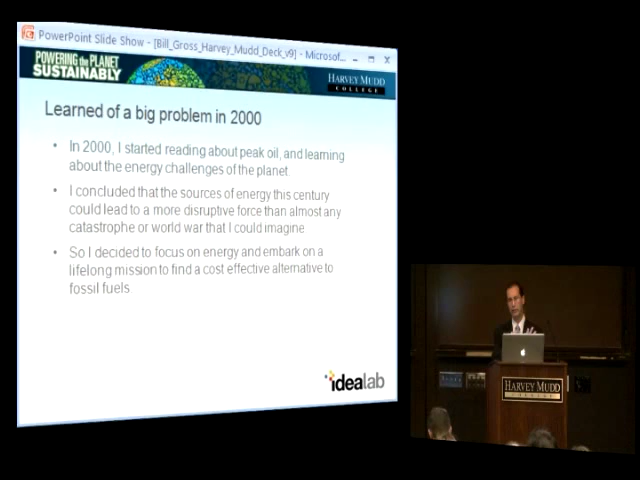 PowerPoint Slide Show - [Bill_Gross_Harvey_Mudd_Deck_v9] - Microsof...
POWERING the PLANET
SUSTAINABLY
HARVEY MUDD
COLLEGE
Learned of a big problem in 2000
• In 2000, I started reading about peak oil, and learning
about the energy challenges of the planet.
• I concluded that the sources of energy this century
could lead to a more disruptive force than almost any
catastrophe or world war that I could imagine
• So I decided to focus on energy and embark on a
lifelong mission to find a cost effective alternative to
fossil fuels
idealab
HARVEY MUDD
COLLEGE